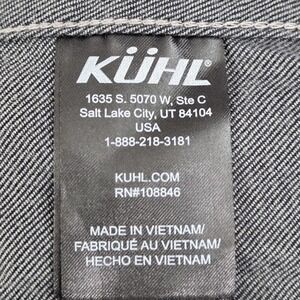 KÜHL®
1635 S. 5070 W, Ste C
Salt Lake City, UT 84104
USA
1-888-218-3181
KUHL.COM
RN#108846
MADE IN VIETNAM/
FABRIQUÉ AU VIETNAM/
HECHO EN VIETNAM